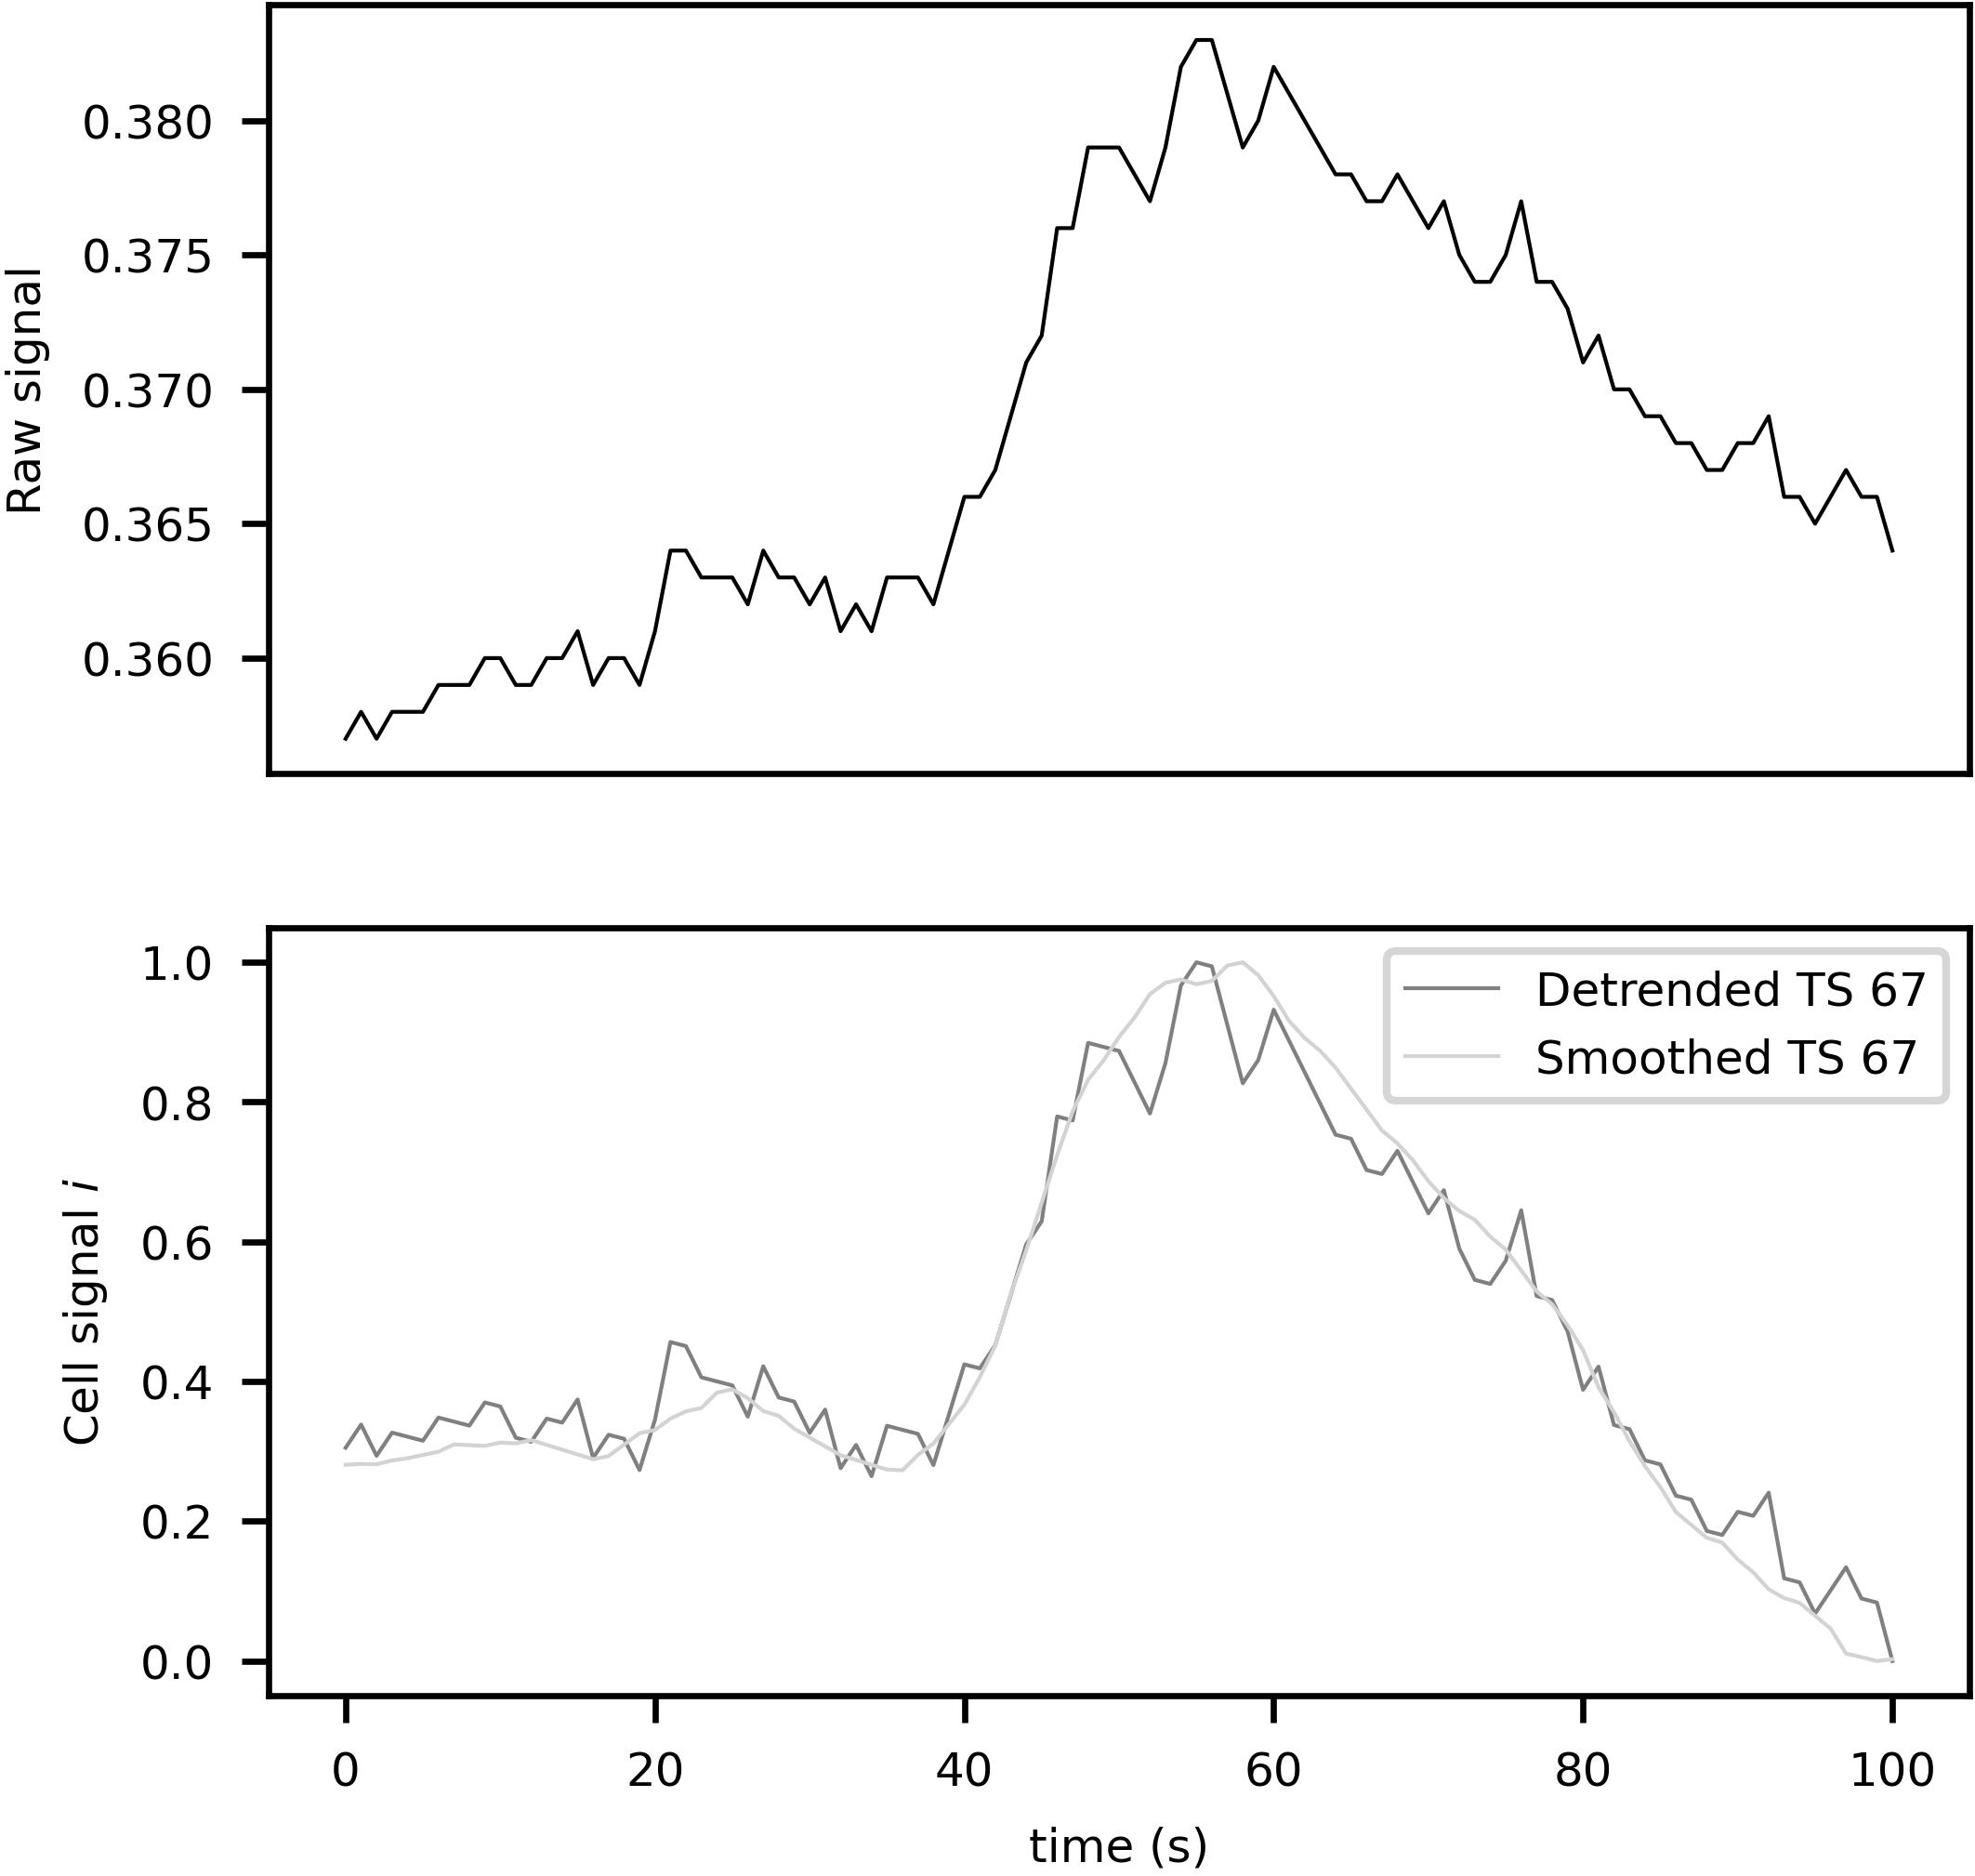 Raw signal
0.380
0.375
0.370
0.365
0.360
Cell signal i
1.0
0.8
0.6
0.4
0.2
0.0
Detrended TS 67
Smoothed TS 67
0 20 40 60 80 100
time (s)